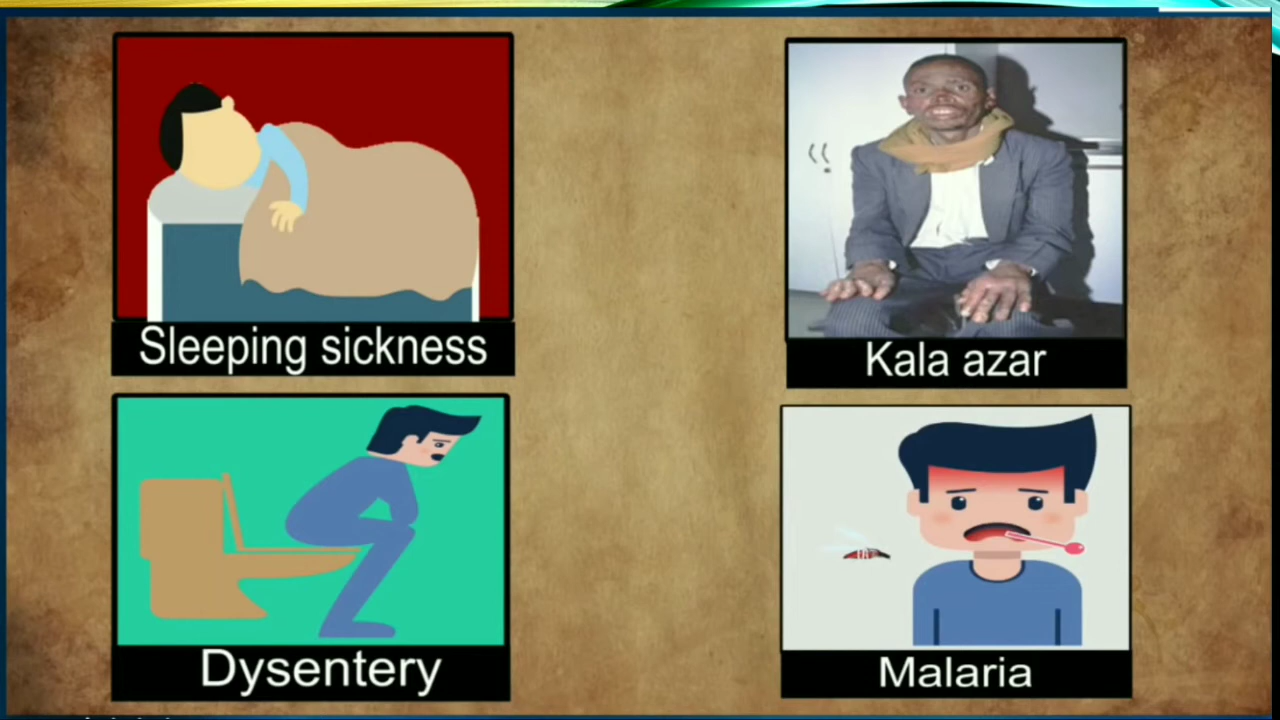 Sleeping sickness
Kala azar
Dysentery
Malaria